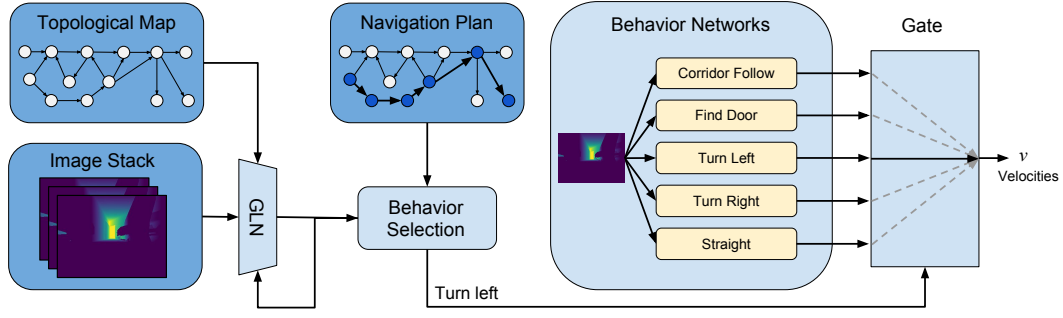 Topological Map
Navigation Plan
Behavior Networks
Gate
Corridor Follow
Find Door
Turn Left
Turn Right
Straight
v
Velocities
Image Stack
GLN
Behavior
Selection
Turn left